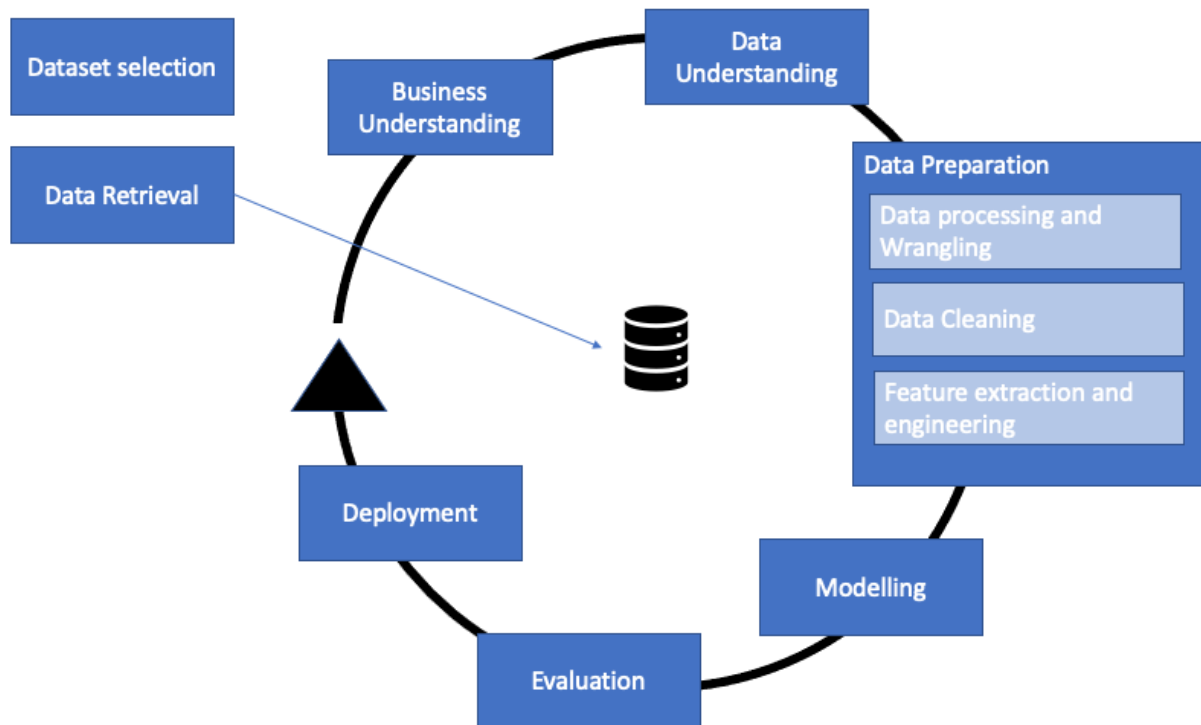 Dataset selection
Data Retrieval
Business
Understanding
Data
Understanding
Data Preparation
Data processing and
Wrangling
Data Cleaning
Feature extraction and
engineering
Modelling
Evaluation
Deployment